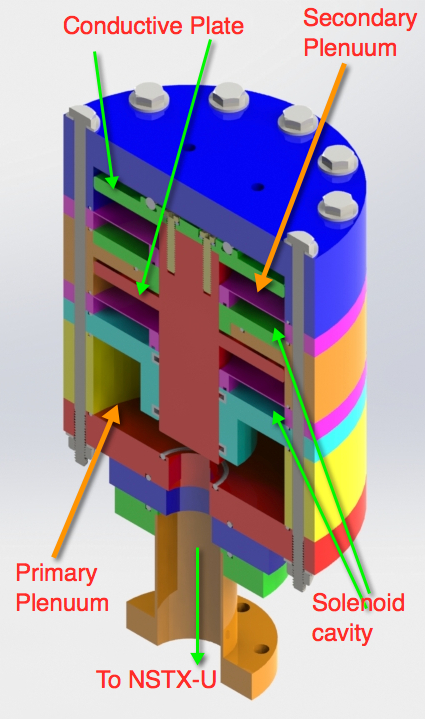 Conductive Plate
Secondary
Plenuum
Primary
Plenuum
Solenoid
cavity
To NSTX-U